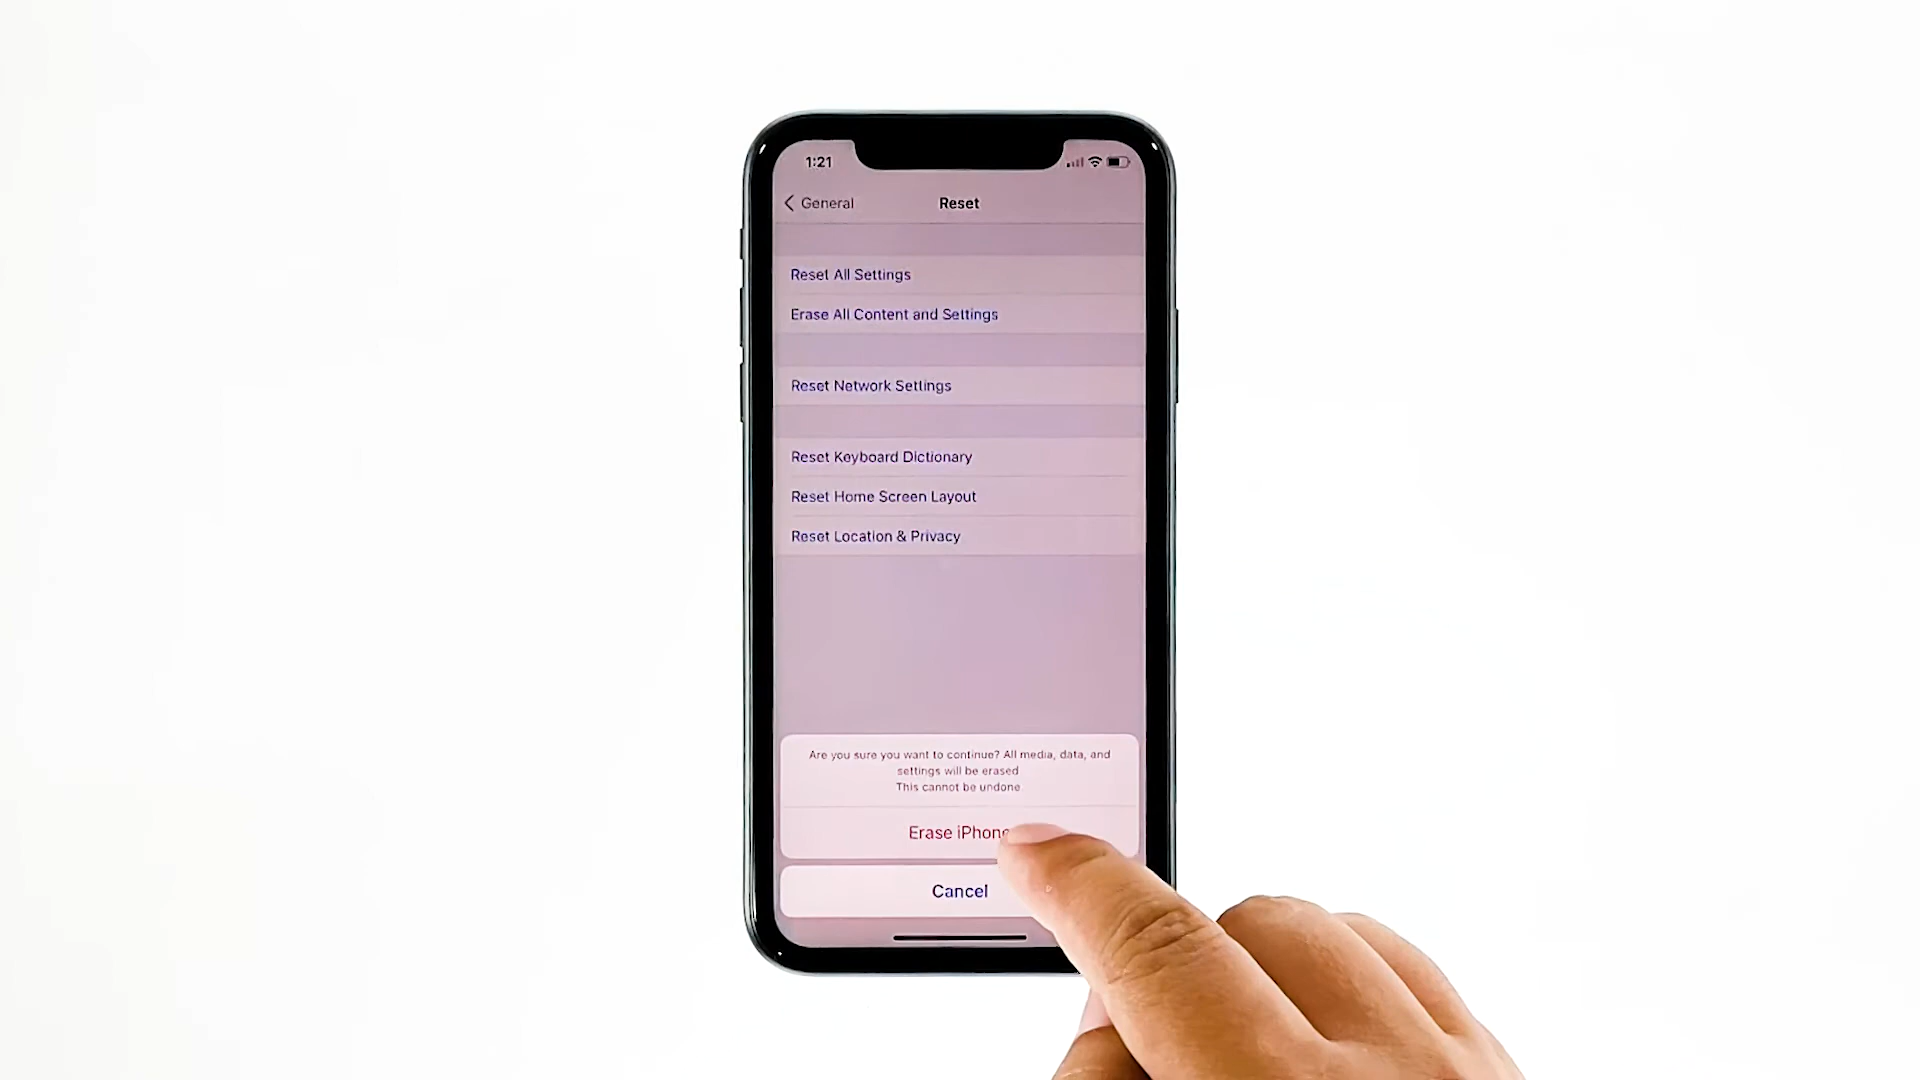 1:21
General
Reset
Reset All Settings
Erase All Content and Settings
Reset Network Settings
Reset Keyboard Dictionary
Reset Home Screen Layout
Reset Location & Privacy
Are you sure you want to continue? All media, data, and
settings will be erased
This cannot be undone.
Erase iPhone
Cancel